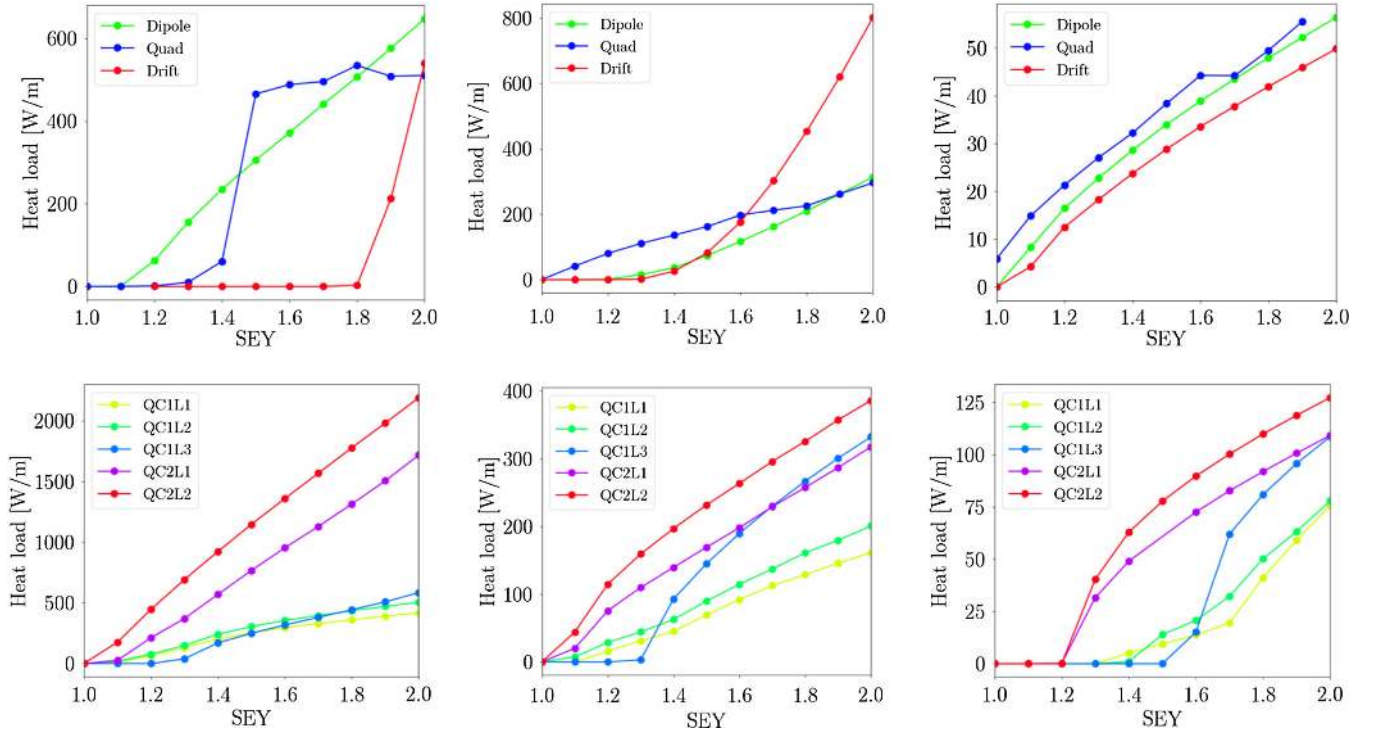 Heat load [W/m]
600
400
200
0
Dipole
Quad
Drift
1.0 1.2 1.4 1.6 1.8 2.0
SEY
Heat load [W/m]
800
600
400
200
0
Dipole
Quad
Drift
1.0 1.2 1.4 1.6 1.8 2.0
SEY
Heat load [W/m]
50
40
30
20
10
0
Dipole
Quad
Drift
1.0 1.2 1.4 1.6 1.8 2.0
SEY
Heat load [W/m]
2000
1500
1000
500
0
QC1L1
QC1L2
QC1L3
QC2L1
QC2L2
1.0 1.2 1.4 1.6 1.8 2.0
SEY
Heat load [W/m]
400
300
200
100
0
QC1L1
QC1L2
QC1L3
QC2L1
QC2L2
1.0 1.2 1.4 1.6 1.8 2.0
SEY
Heat load [W/m]
125
100
75
50
25
0
QC1L1
QC1L2
QC1L3
QC2L1
QC2L2
1.0 1.2 1.4 1.6 1.8 2.0
SEY